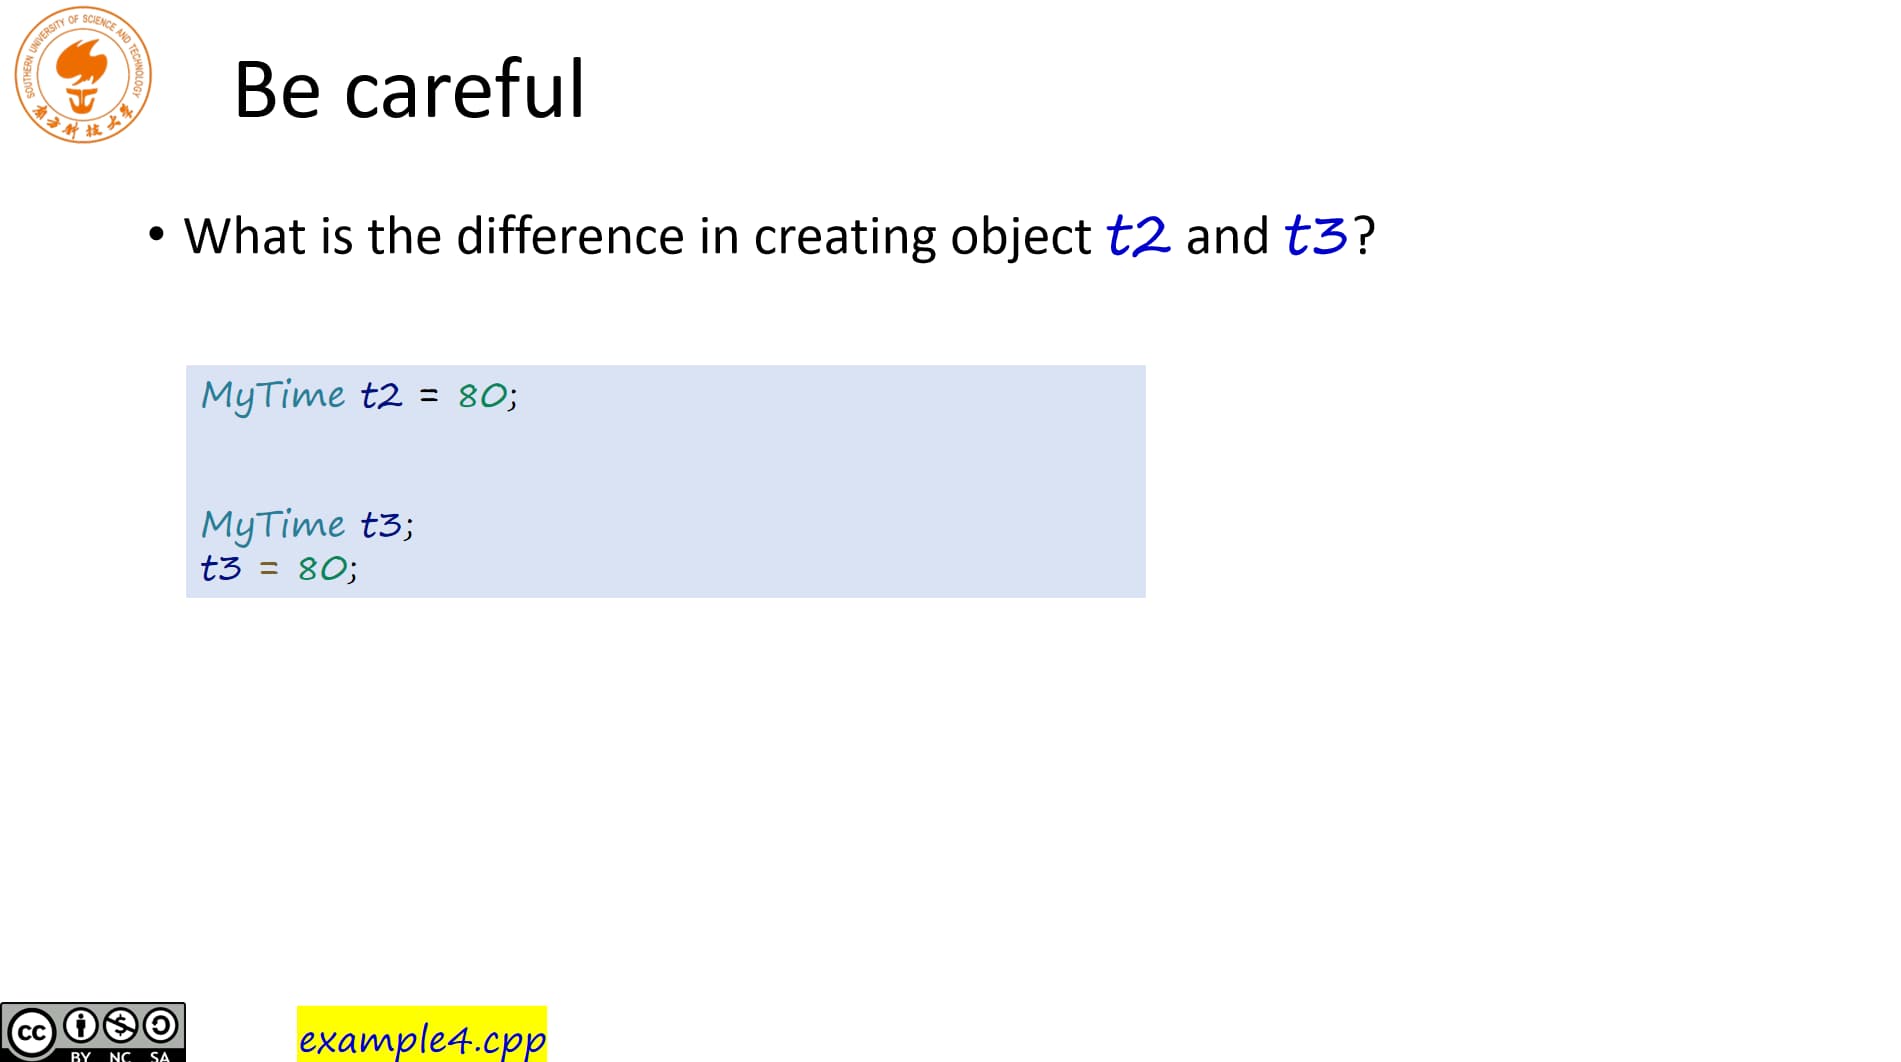 SOUTHERN UNIVERSITY OF SCIENCE AND TECHNOLOGY
南方科技大学
Be careful
• What is the difference in creating object t2 and t3?
MyTime t2 = 80;
MyTime t3;
t3 = 80;
cc
BY NC SA
example4.cpp